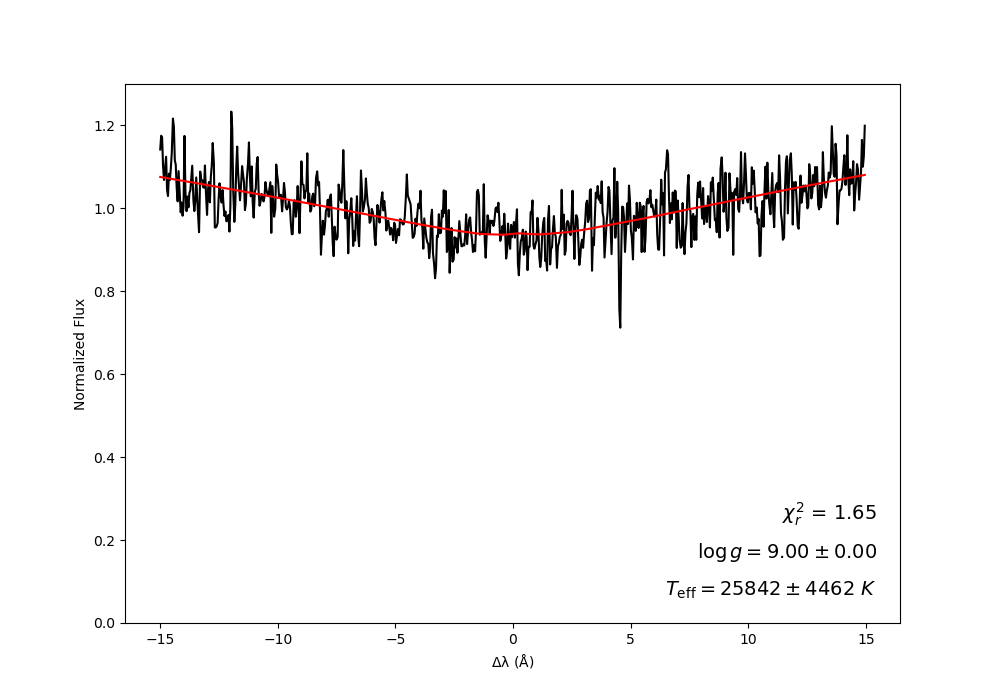 1.2
1.0
0.8
0.6
0.4
0.2
0.0
Normalized Flux
χ²ᵣ = 1.65
log g = 9.00 ± 0.00
T_eff = 25842 ± 4462 K
−15 −10 −5 0 5 10 15
Δλ (Å)